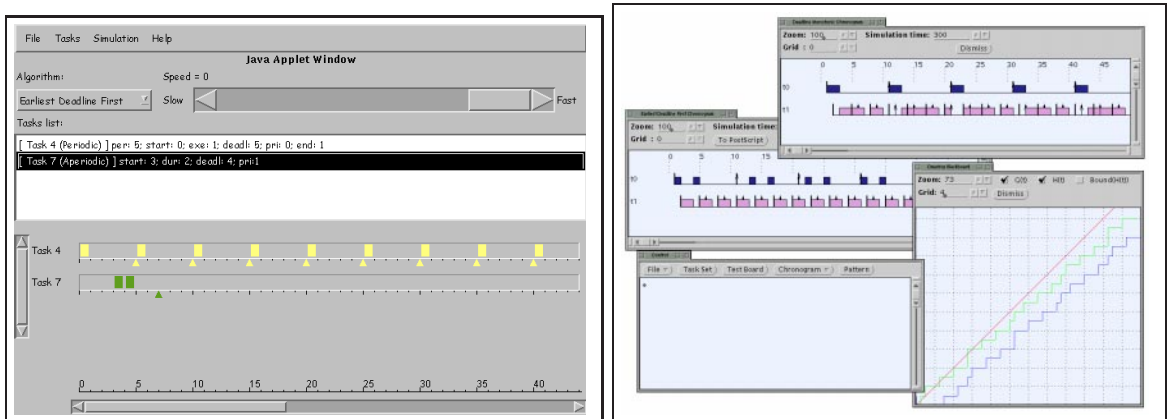 File Tasks Simulation Help
Java Applet Window
Algorithm: Speed = 0
Earliest Deadline First Slow Fast
Tasks list:
[ Task 4 (Periodic) ] per: 5; start: 0; exe: 1; deadl: 5; pri: 0; end: 1
[ Task 7 (Aperiodic) ] start: 3; dur: 2; deadl: 4; pri:1
Task 4
Task 7
0 5 10 15 20 25 30 35 40
Zoom: 100 Simulation time: 300
Grid : 0 Dismiss
0 5 10 15 20 25 30 35 40 45
t0
t1
Zoom: 100 Simulation time:
Grid : 0 To PostScript
0 5 10 15
t0
t1
Zoom: 73 G(t) H(t) Bound(H(t))
Grid: 4 Dismiss
File Task Set Test Board Chronogram Pattern